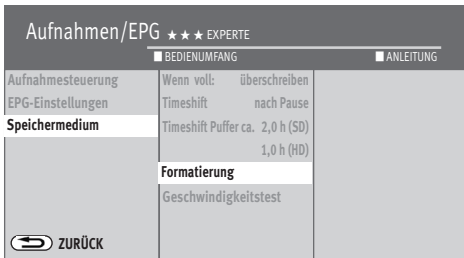 Aufnahmen/EPG ★ ★ ★ EXPERTE
BEDIENUMFANG
ANLEITUNG
Aufnahmesteuerung
EPG-Einstellungen
Speichermedium
Wenn voll: überschreiben
Timeshift nach Pause
Timeshift Puffer ca. 2,0 h (SD)
1,0 h (HD)
Formatierung
Geschwindigkeitstest
ZURÜCK